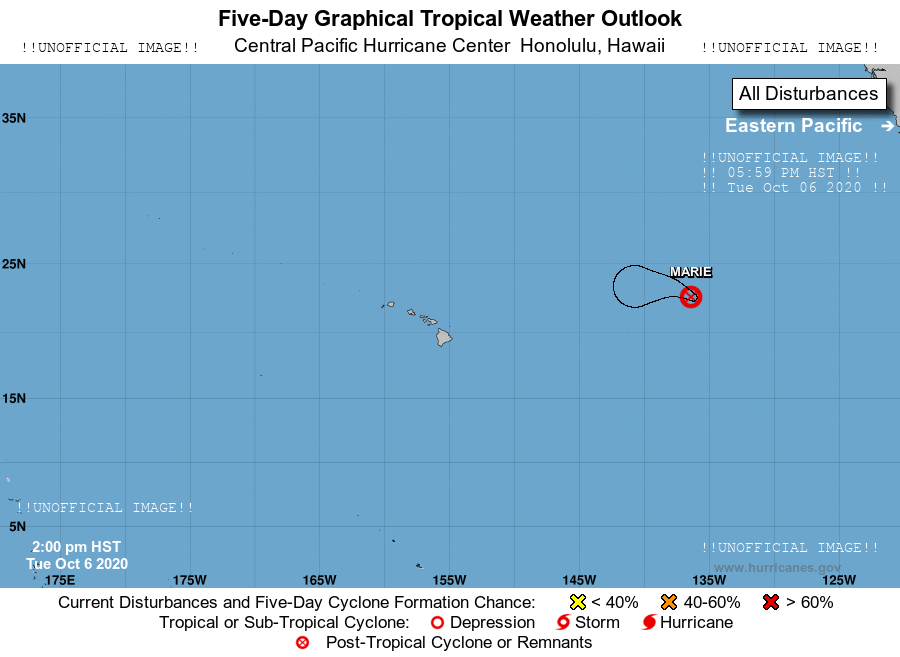 Five-Day Graphical Tropical Weather Outlook
!!UNOFFICIAL IMAGE!! Central Pacific Hurricane Center Honolulu, Hawaii !!UNOFFICIAL IMAGE!!
All Disturbances
35N
Eastern Pacific
!!UNOFFICIAL IMAGE!!
!! 05:59 PM HST !!
!! Tue Oct 06 2020 !!
25N
MARIE
15N
!!UNOFFICIAL IMAGE!!
5N
2:00 pm HST
!!UNOFFICIAL IMAGE!!
Tue Oct 6 2020
www.hurricanes.gov
175E 175W 165W 155W 145W 135W 125W
Current Disturbances and Five-Day Cyclone Formation Chance: < 40% 40-60% > 60%
Tropical or Sub-Tropical Cyclone: Depression Storm Hurricane
Post-Tropical Cyclone or Remnants